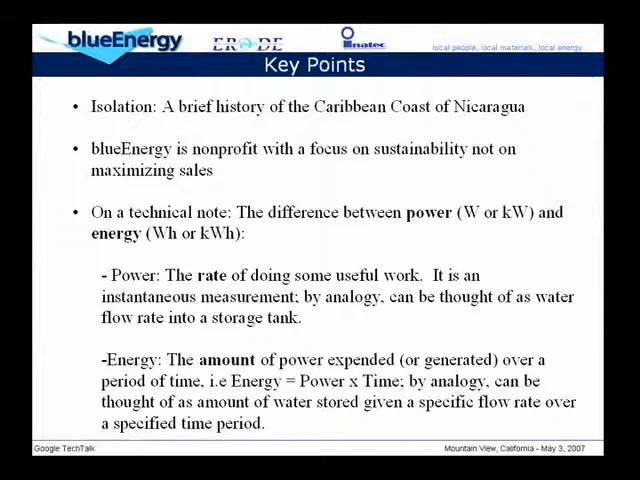 blueEnergy
ERODE
inatec
local people, local materials, local energy
Key Points
• Isolation: A brief history of the Caribbean Coast of Nicaragua
• blueEnergy is nonprofit with a focus on sustainability not on
maximizing sales
• On a technical note: The difference between power (W or kW) and
energy (Wh or kWh):
- Power: The rate of doing some useful work. It is an
instantaneous measurement; by analogy, can be thought of as water
flow rate into a storage tank.
-Energy: The amount of power expended (or generated) over a
period of time, i.e Energy = Power x Time; by analogy, can be
thought of as amount of water stored given a specific flow rate over
a specified time period.
Google TechTalk
Mountain View, California - May 3, 2007